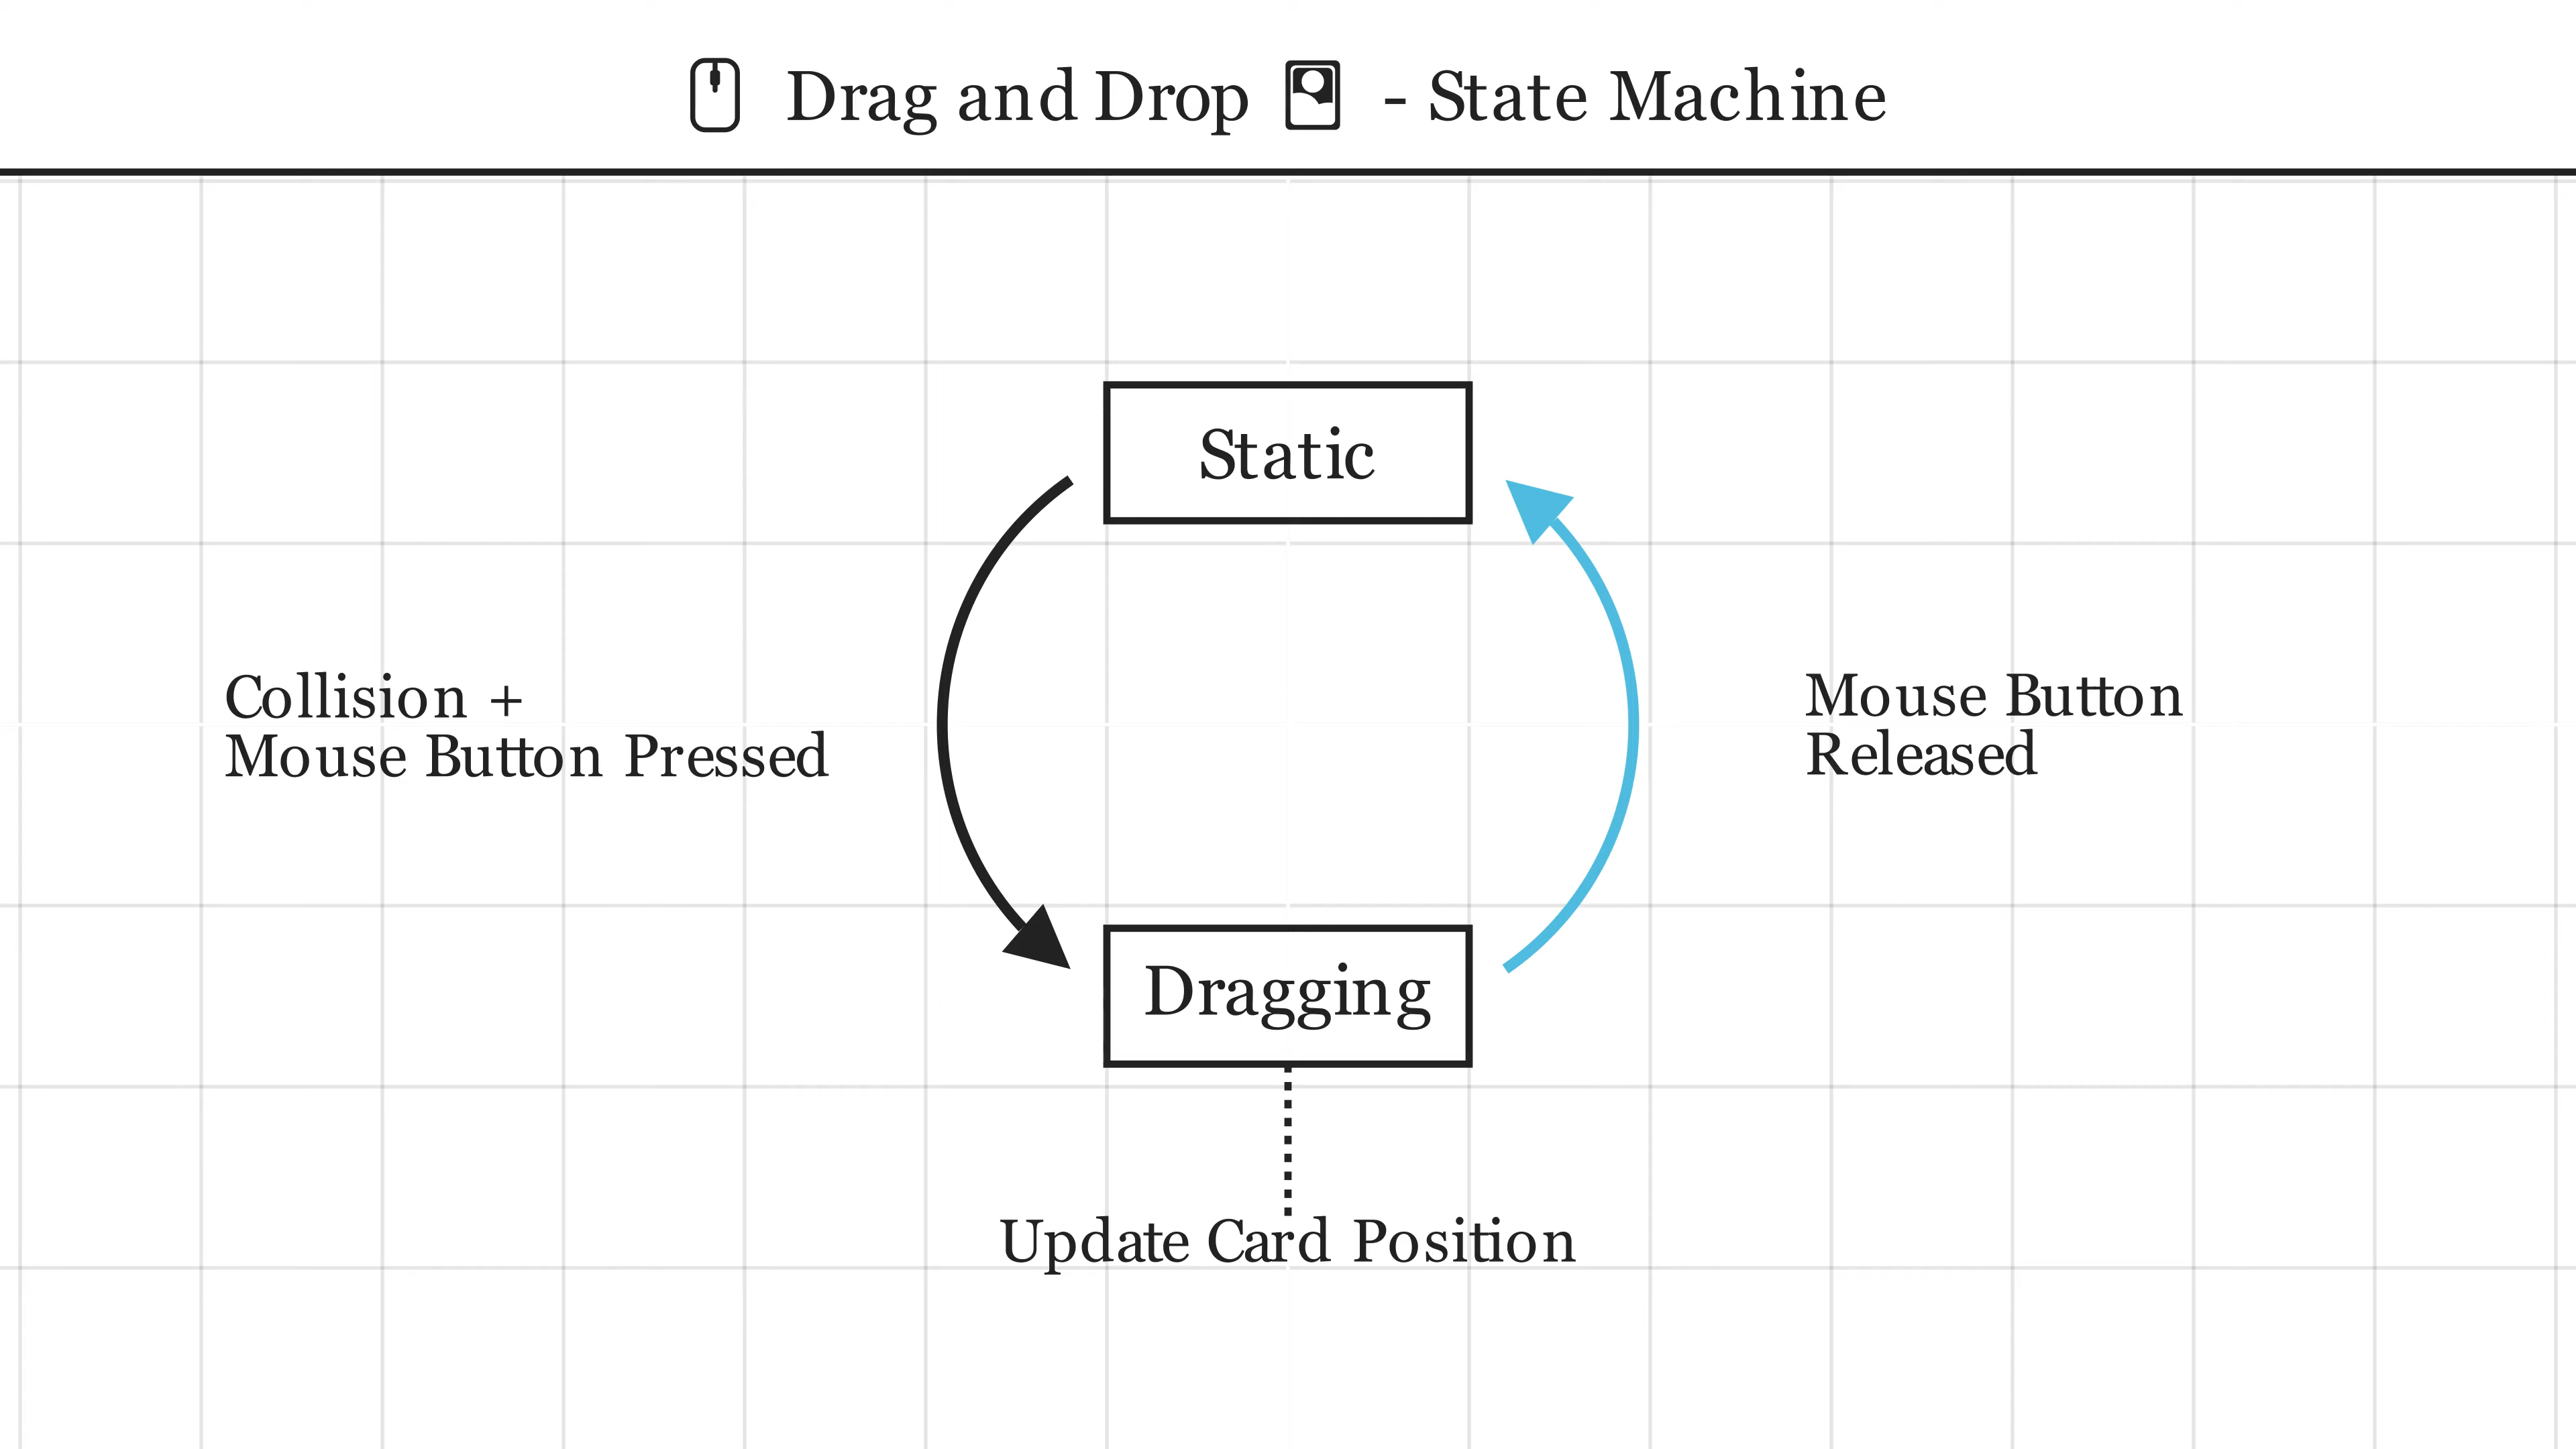 Drag and Drop - State Machine
Static
Collision +
Mouse Button Pressed
Mouse Button
Released
Dragging
Update Card Position